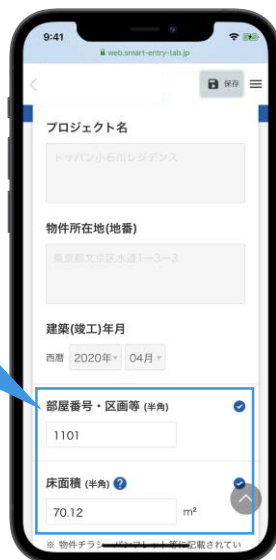 9:41
web.smart-entry-tab.jp
保存
プロジェクト名
トッパン小石川レジデンス
物件所在地(地番)
東京都文京区水道1-3-3
建築(竣工)年月
西暦 2020年 04月
部屋番号・区画等 (半角)
1101
床面積 (半角)
70.12 m²
※ 物件チラシ・パンフレット等に記載されてい